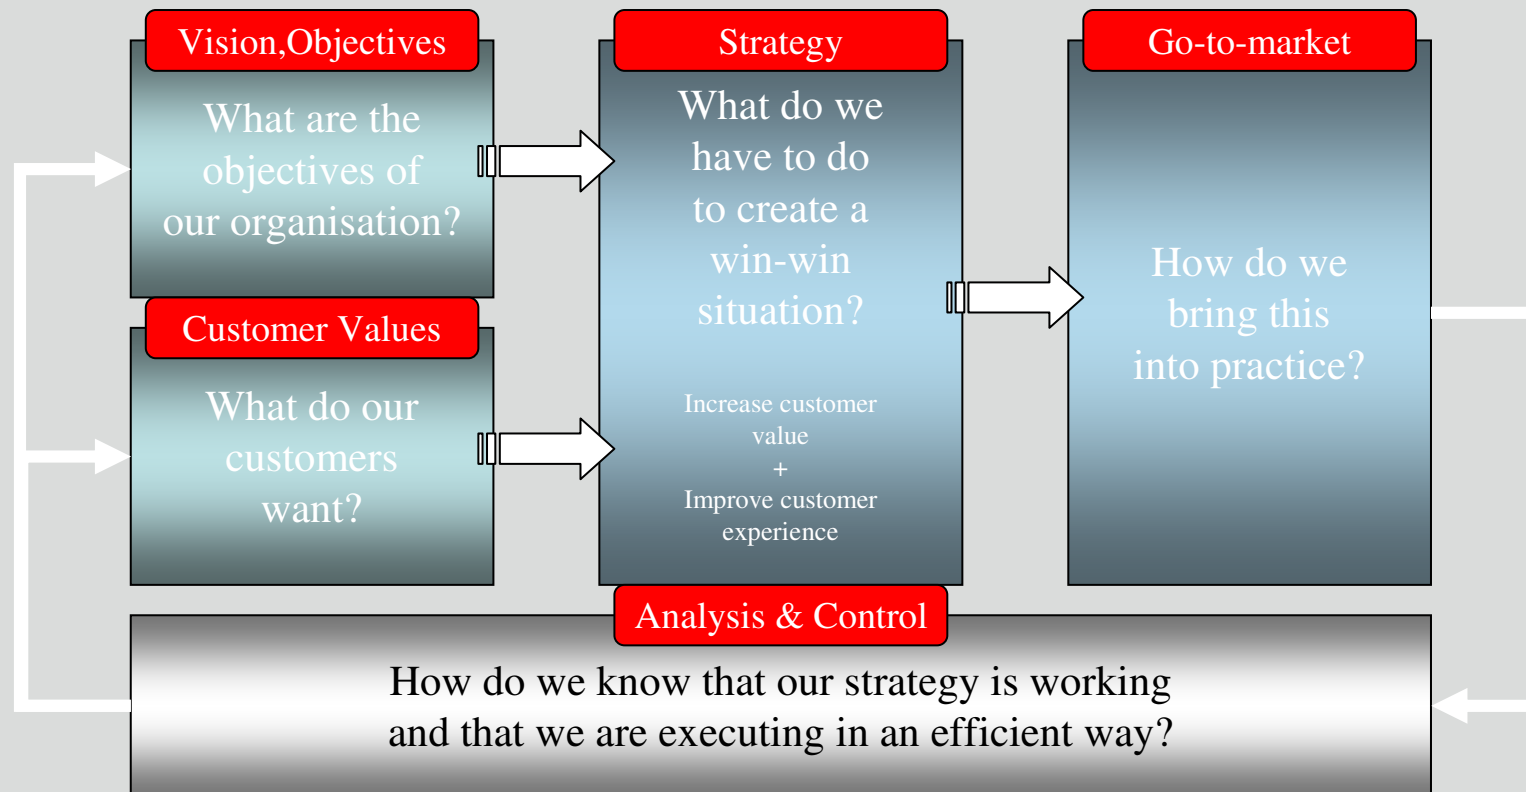 Vision,Objectives
What are the
objectives of
our organisation?
Customer Values
What do our
customers
want?
Strategy
What do we
have to do
to create a
win-win
situation?
Increase customer
value
+
Improve customer
experience
Go-to-market
How do we
bring this
into practice?
Analysis & Control
How do we know that our strategy is working
and that we are executing in an efficient way?